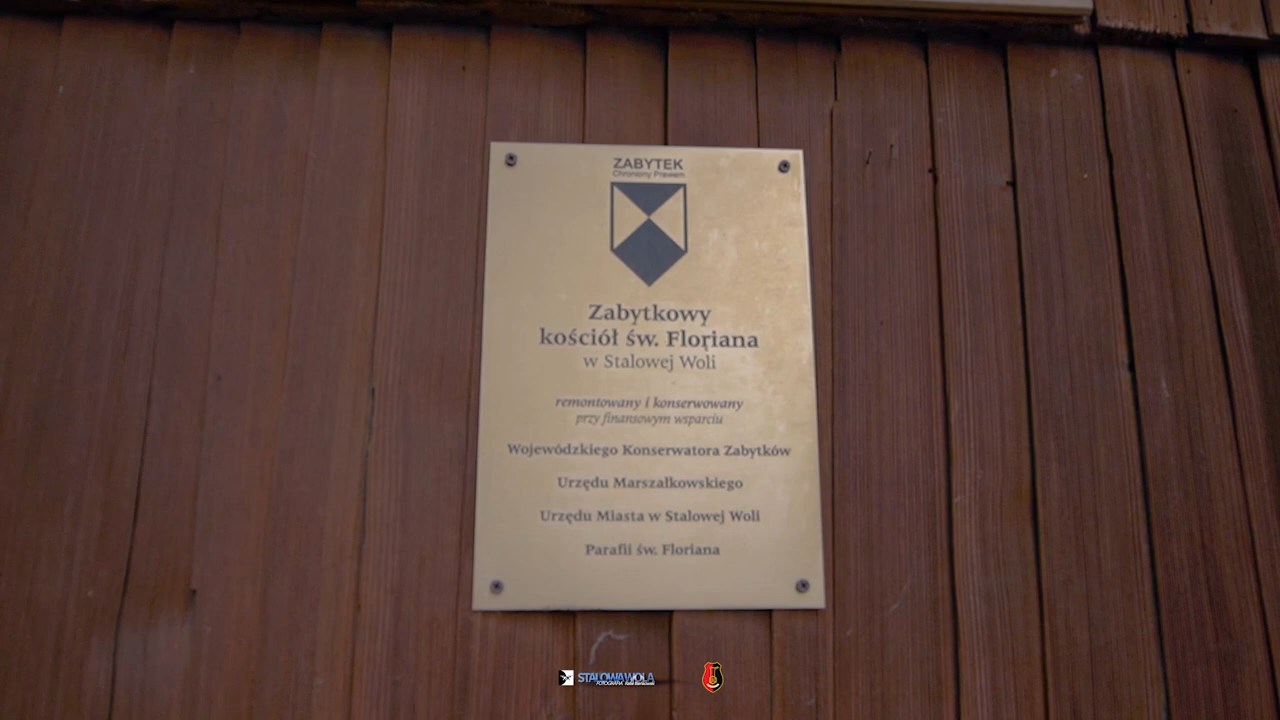 ZABYTEK
Chroniony Prawem
Zabytkowy
kościół św. Floriana
w Stalowej Woli
remontowany i konserwowany
przy finansowym wsparciu
Wojewódzkiego Konserwatora Zabytków
Urzędu Marszałkowskiego
Urzędu Miasta w Stalowej Woli
Parafii św. Floriana
STALOWAWOLA
FOTOGRAFIA